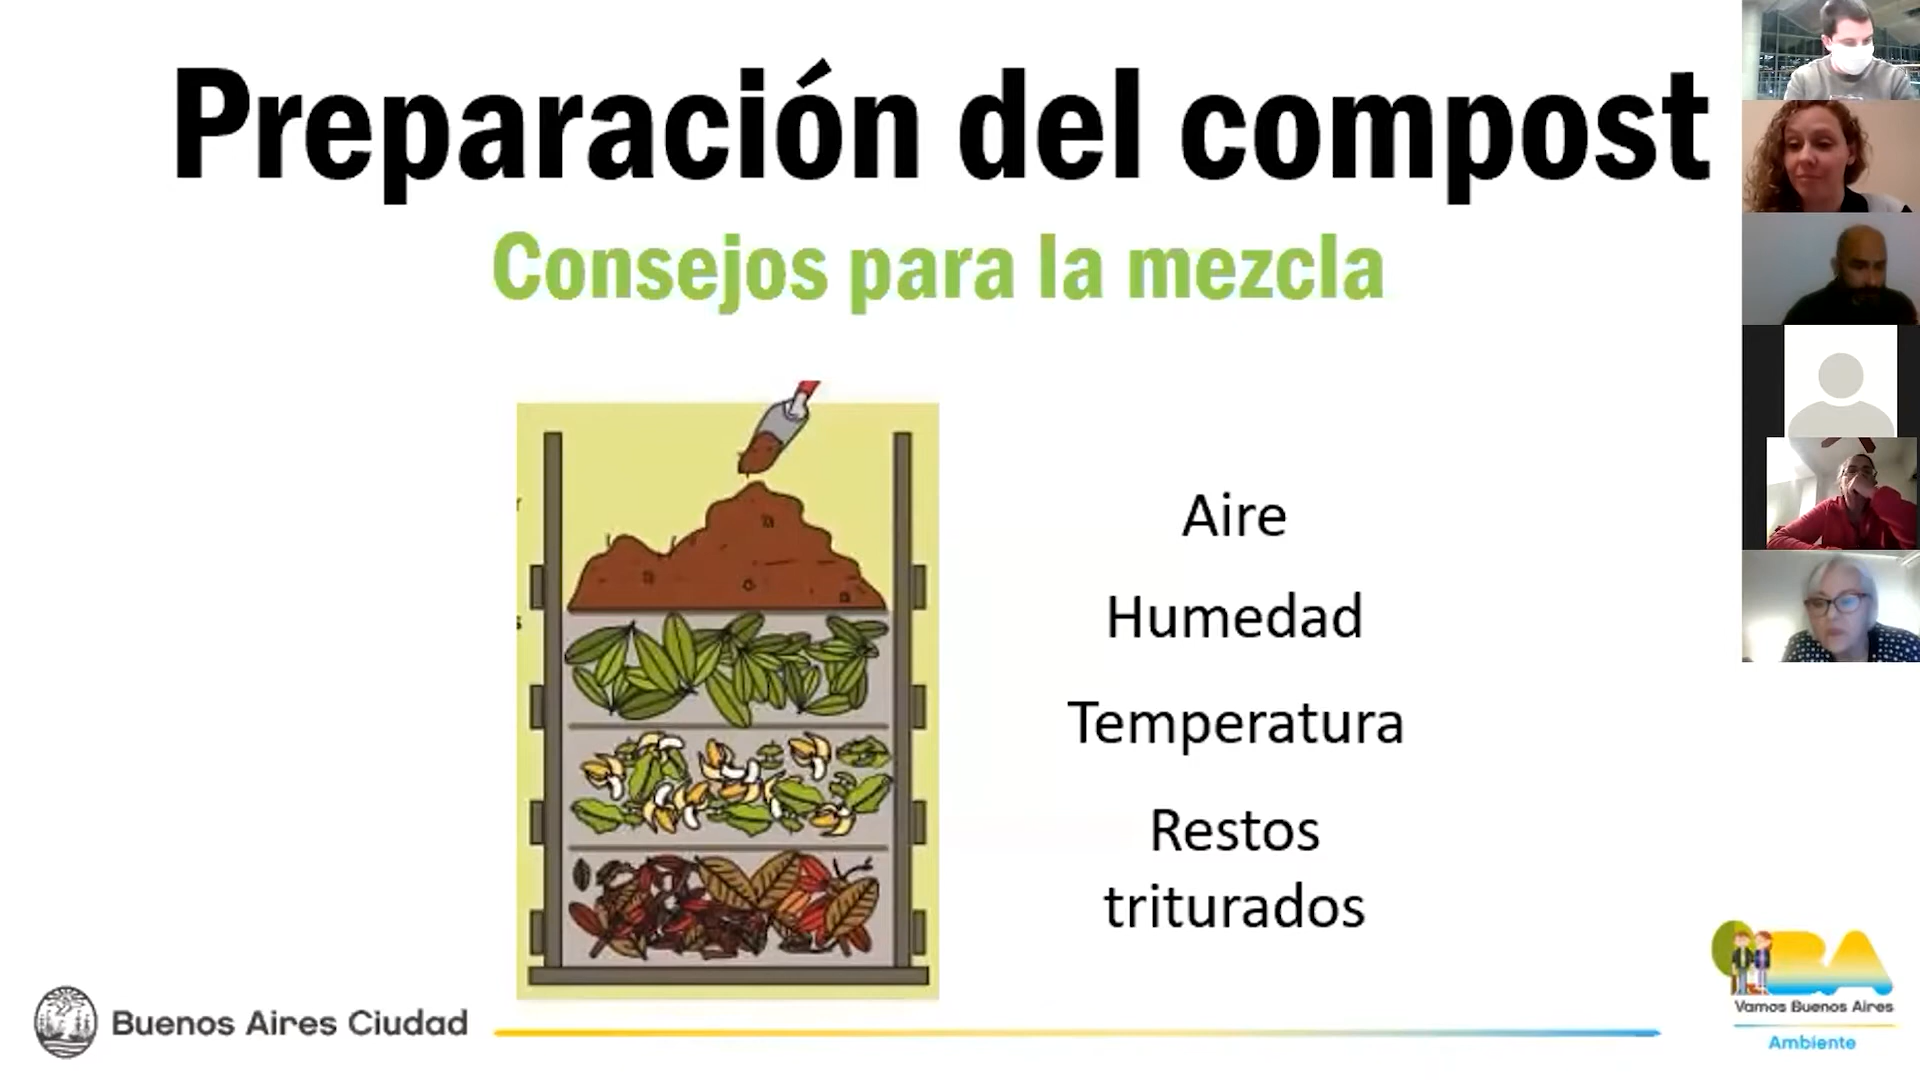 Preparación del compost
Consejos para la mezcla
Aire
Humedad
Temperatura
Restos
triturados
Buenos Aires Ciudad
BA
Vamos Buenos Aires
Ambiente